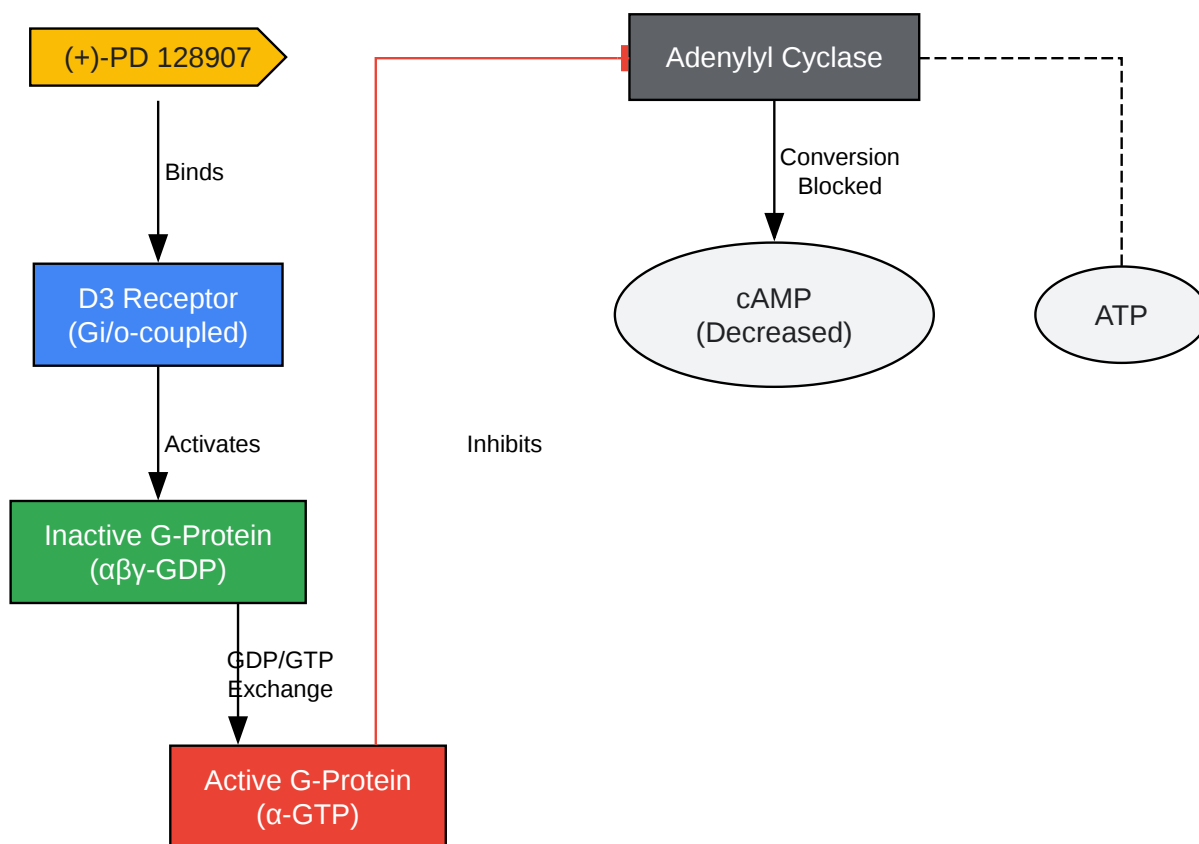 (+)-PD 128907
Adenylyl Cyclase
Binds
Conversion
Blocked
D3 Receptor
(Gi/o-coupled)
cAMP
(Decreased)
ATP
Activates
Inhibits
Inactive G-Protein
(αβγ-GDP)
GDP/GTP
Exchange
Active G-Protein
(α-GTP)